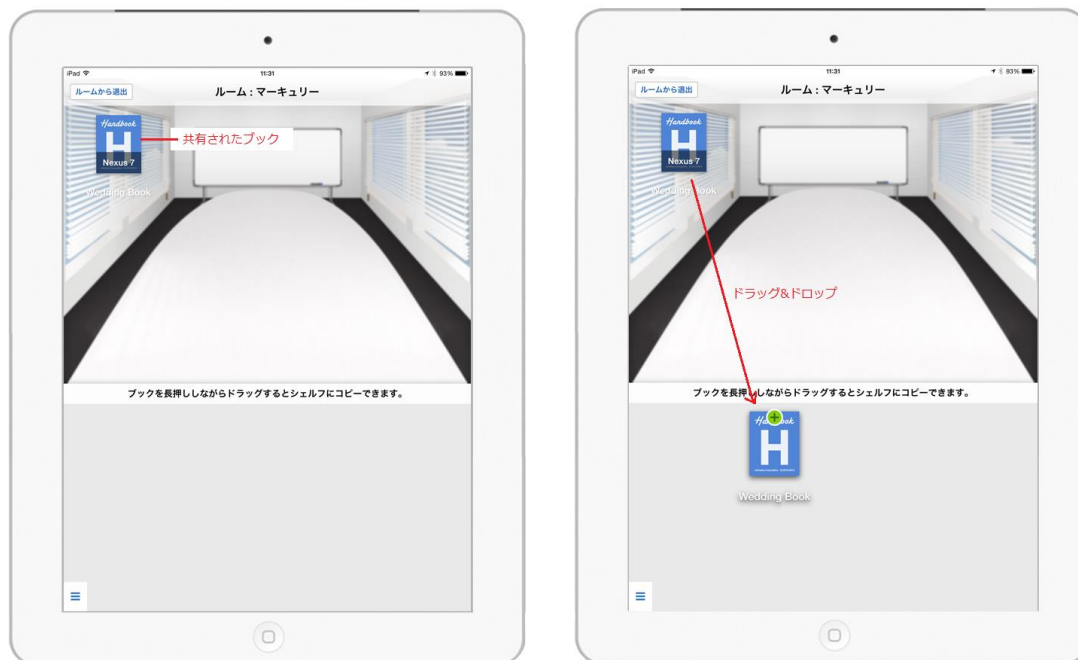 iPad 11:31 93%
ルームから退出 ルーム : マーキュリー
Handbook
H
Nexus 7
共有されたブック
Wedding Book
ブックを長押ししながらドラッグするとシェルフにコピーできます。
iPad 11:31 93%
ルームから退出 ルーム : マーキュリー
Handbook
H
Nexus 7
Wedding Book
ドラッグ&ドロップ
ブックを長押ししながらドラッグするとシェルフにコピーできます。
Handbook
H
Wedding Book